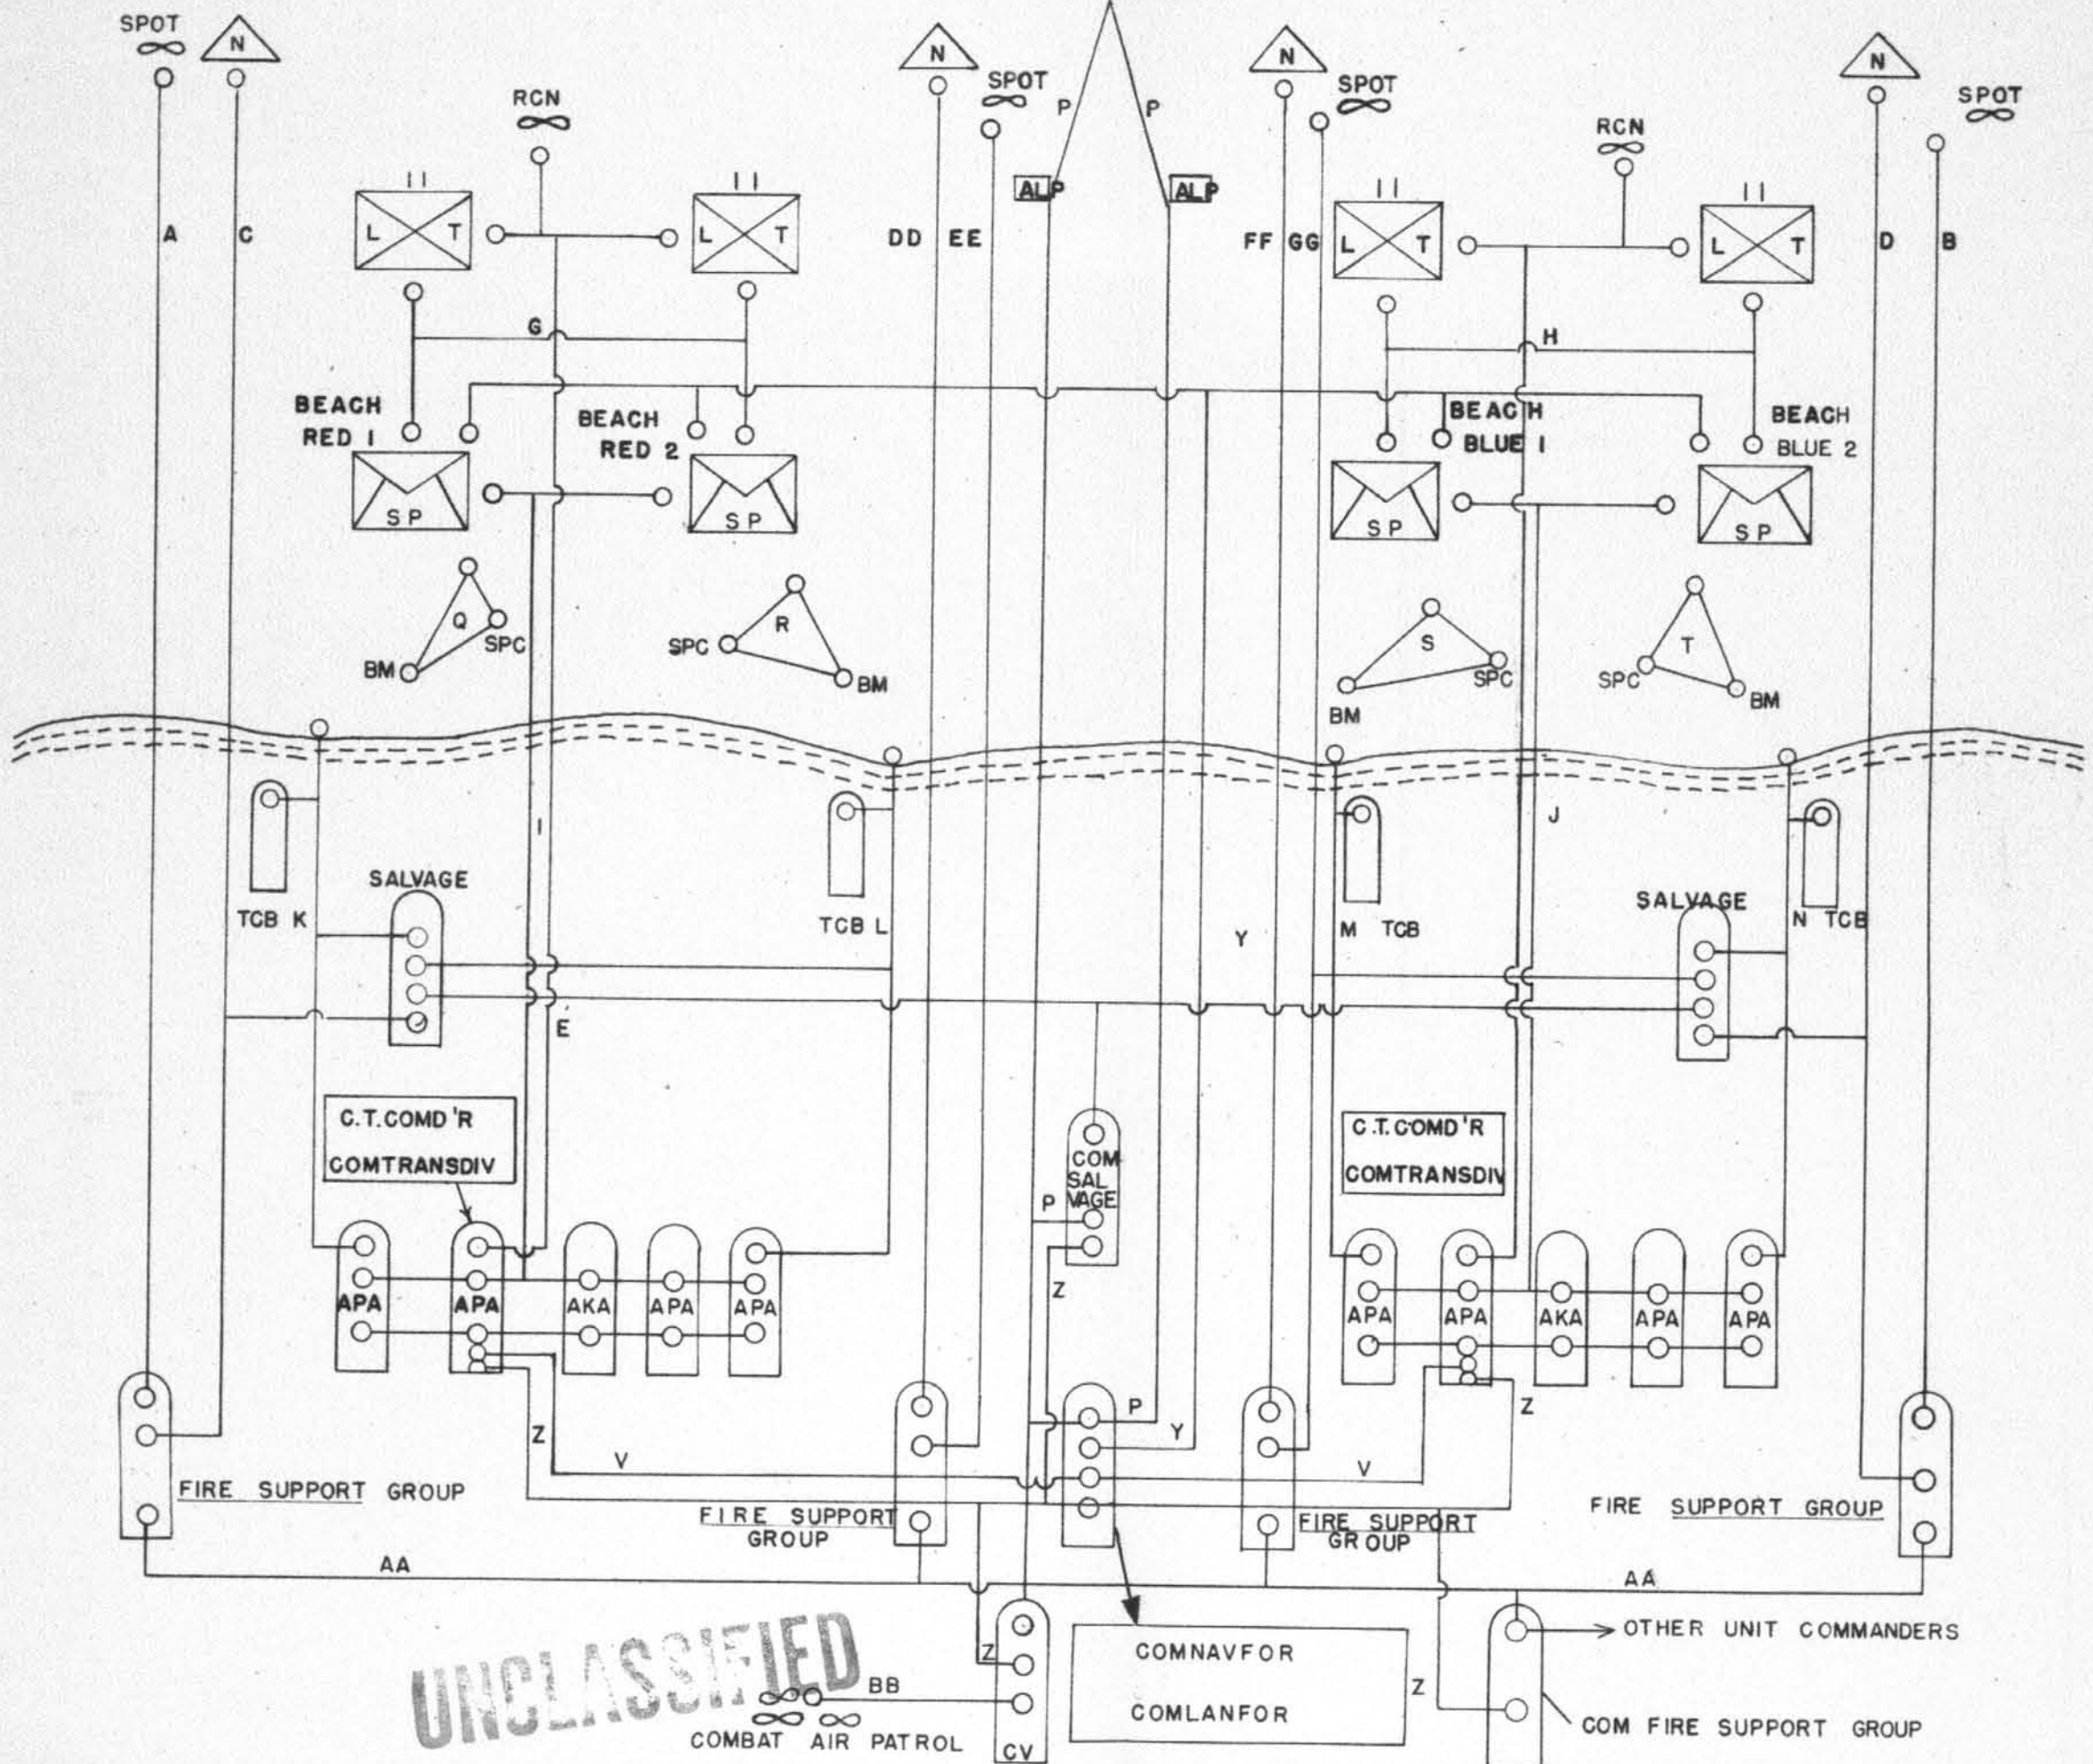 SPOT
N
N
SPOT
N
SPOT
N
SPOT
RCN
RCN
P
P
ALP
ALP
II
II
II
II
L T
L T
L T
L T
A
C
DD
EE
FF
GG
D
B
G
H
BEACH
RED 1
BEACH
RED 2
BEACH
BLUE 1
BEACH
BLUE 2
SP
SP
SP
SP
Q
SPC
BM
R
SPC
BM
S
SPC
BM
T
SPC
BM
I
J
SALVAGE
TCB K
TCB L
Y
M TCB
SALVAGE
N TCB
E
C.T.COMD'R
COMTRANSDIV
COM
SAL
VAGE
C.T.COMD'R
COMTRANSDIV
P
Z
APA
APA
AKA
APA
APA
APA
APA
AKA
APA
APA
P
Y
Z
V
V
Z
FIRE SUPPORT GROUP
FIRE SUPPORT
GROUP
FIRE SUPPORT
GROUP
FIRE SUPPORT GROUP
AA
AA
UNCLASSIFIED
Z
BB
COMBAT AIR PATROL
CV
COMNAVFOR
COMLANFOR
Z
OTHER UNIT COMMANDERS
COM FIRE SUPPORT GROUP